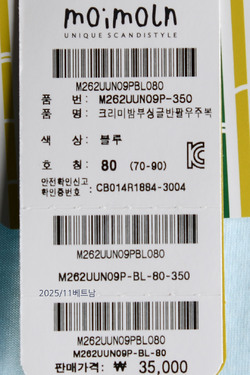 moimoln
UNIQUE SCANDISTYLE
M262UUN09PBL080
품 번: M262UUN09P-350
품 명: 크리미밤부싱글반팔우주복
색 상: 블루
호 칭: 80 (70-90)
안전확인신고
확인증번호: CB014R1884-3004
M262UUN09PBL080
M262UUN09P-BL-80-350
2025/11베트남
M262UUN09PBL080
M262UUN09P-BL-80
판매가격: ₩ 35,000